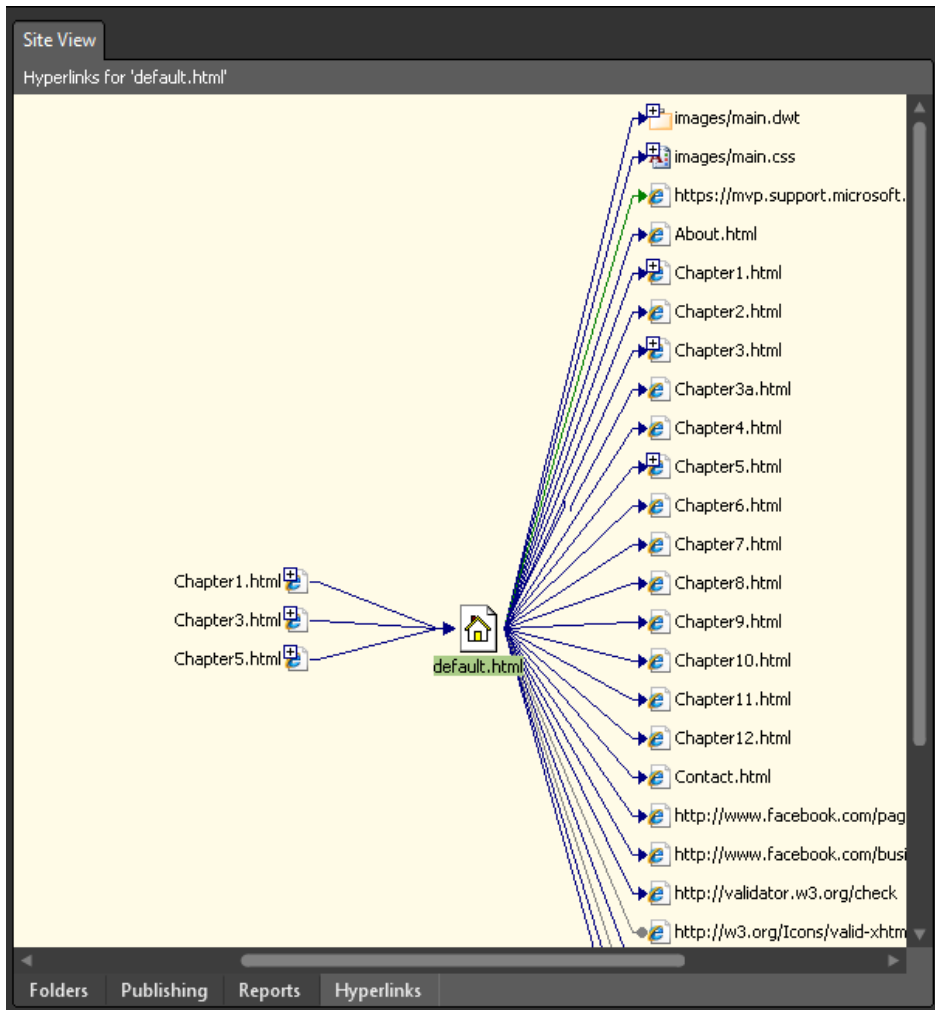 Site View
Hyperlinks for 'default.html'
images/main.dwt
images/main.css
https://mvp.support.microsoft.
About.html
Chapter1.html
Chapter2.html
Chapter3.html
Chapter3a.html
Chapter4.html
Chapter5.html
Chapter6.html
Chapter7.html
Chapter8.html
Chapter9.html
Chapter10.html
Chapter11.html
Chapter12.html
Contact.html
http://www.facebook.com/pag
http://www.facebook.com/busi
http://validator.w3.org/check
http://w3.org/Icons/valid-xhtm
Chapter1.html
Chapter3.html
Chapter5.html
default.html
Folders Publishing Reports Hyperlinks